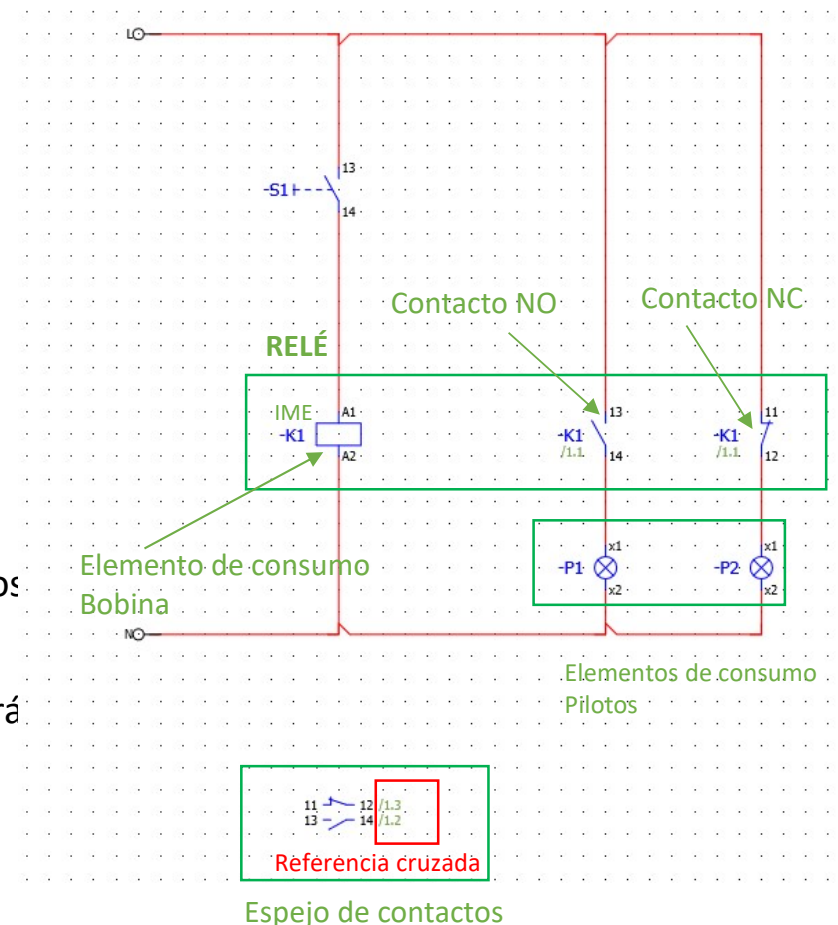 L
13
-S1
14
Contacto NO
Contacto NC
RELÉ
IME
A1
-K1
A2
13
-K1
/1.1
14
11
-K1
/1.1
12
x1
-P1
x2
x1
-P2
x2
Elemento de consumo
Bobina
os
N
Elementos de consumo
Pilotos
rá
11 12 /1.3
13 14 /1.2
Referencia cruzada
Espejo de contactos